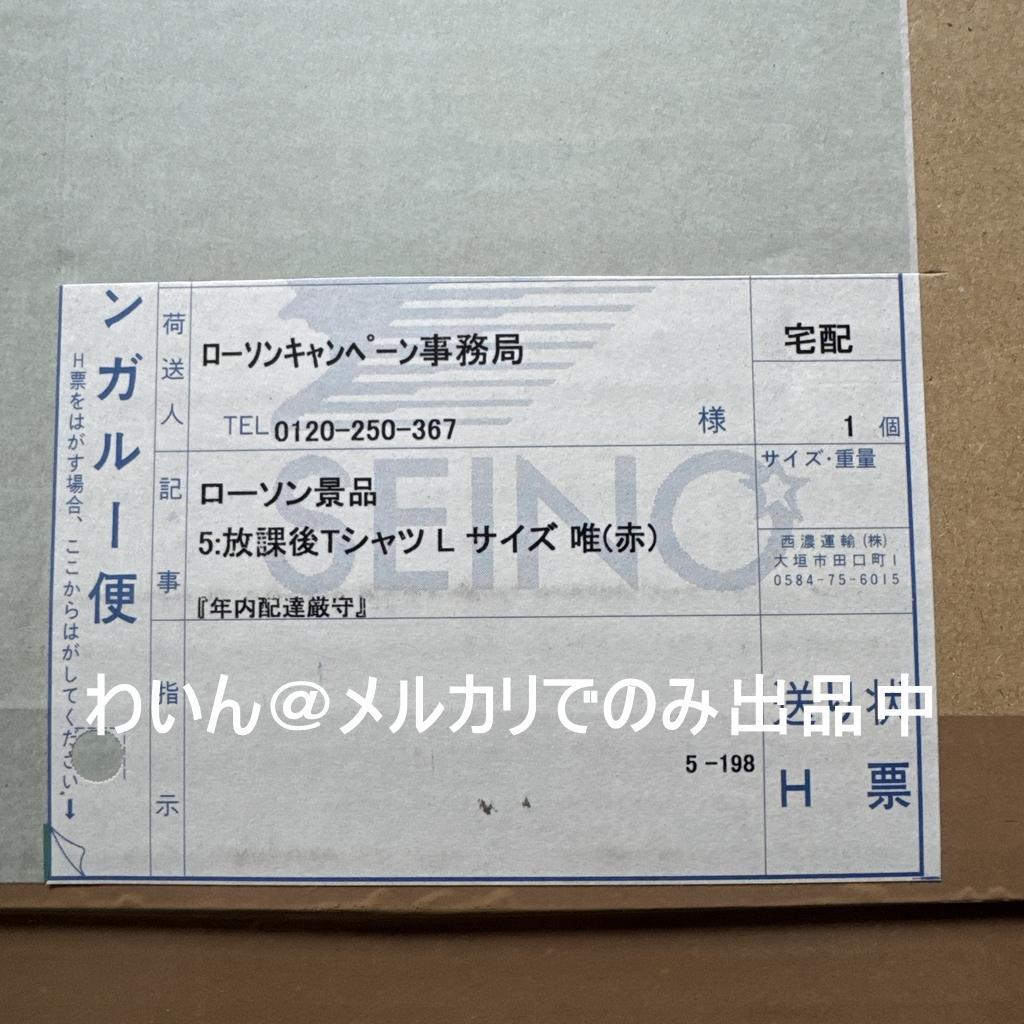 ンガルー便
H票をはがす場合、ここからはがしてください。
荷送人
ローソンキャンペーン事務局
TEL 0120-250-367 様
宅配
1 個
サイズ・重量
記事
ローソン景品
5:放課後Tシャツ L サイズ 唯(赤)
『年内配達厳守』
SEINO
西濃運輸(株)
大垣市田口町1
0584-75-6015
指示
わいん@メルカリでのみ出品中
5-198
送り状
H 票